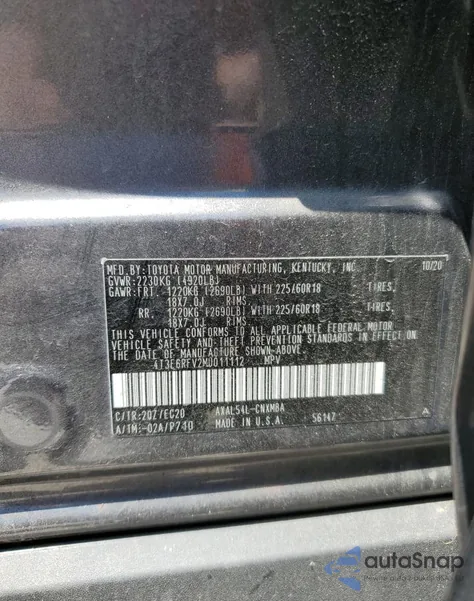 MFD.BY:TOYOTA MOTOR MANUFACTURING, KENTUCKY, INC. 10/20
GVWR:2230KG (4920LB)
GAWR:FRT. 1220KG (2690LB) WITH 225/60R18 TIRES,
18X7.0J RIMS.
RR. 1220KG (2690LB) WITH 225/60R18 TIRES,
18X7.0J RIMS.
THIS VEHICLE CONFORMS TO ALL APPLICABLE FEDERAL MOTOR
VEHICLE SAFETY AND THEFT PREVENTION STANDARDS IN EFFECT ON
THE DATE OF MANUFACTURE SHOWN ABOVE.
4T3E6RFV2MU011112 MPV
C/TR:202/EC20 AXAL54L-CNXMBA A
A/TM:-02A/P740 MADE IN U.S.A. 56147
autoSnap